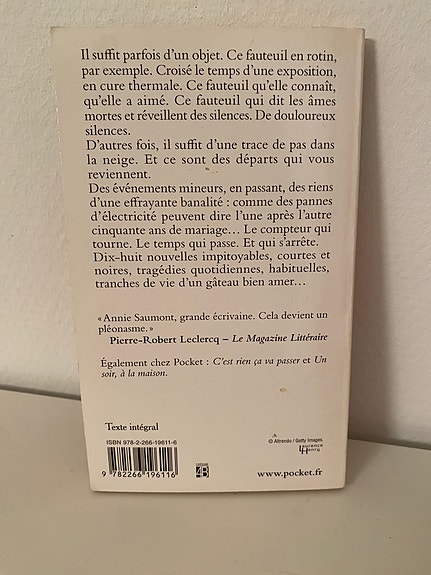 Il suffit parfois d'un objet. Ce fauteuil en rotin,
par exemple. Croisé le temps d'une exposition,
en cure thermale. Ce fauteuil qu'elle connaît,
qu'elle a aimé. Ce fauteuil qui dit les âmes
mortes et réveillent des silences. De douloureux
silences.
D'autres fois, il suffit d'une trace de pas dans
la neige. Et ce sont des départs qui vous
reviennent.
Des événements mineurs, en passant, des riens
d'une effrayante banalité : comme des pannes
d'électricité peuvent dire l'une après l'autre
cinquante ans de mariage... Le compteur qui
tourne. Le temps qui passe. Et qui s'arrête.
Dix-huit nouvelles impitoyables, courtes et
noires, tragédies quotidiennes, habituelles,
tranches de vie d'un gâteau bien amer...
« Annie Saumont, grande écrivaine. Cela devient un
pléonasme. »
Pierre-Robert Leclercq – Le Magazine Littéraire
Également chez Pocket : C'est rien ça va passer et Un
soir, à la maison.
Texte intégral
ISBN 978-2-266-19611-6
9 782266 196116
4B
© Altrendo / Getty Images.
Laurence
Henry
www.pocket.fr